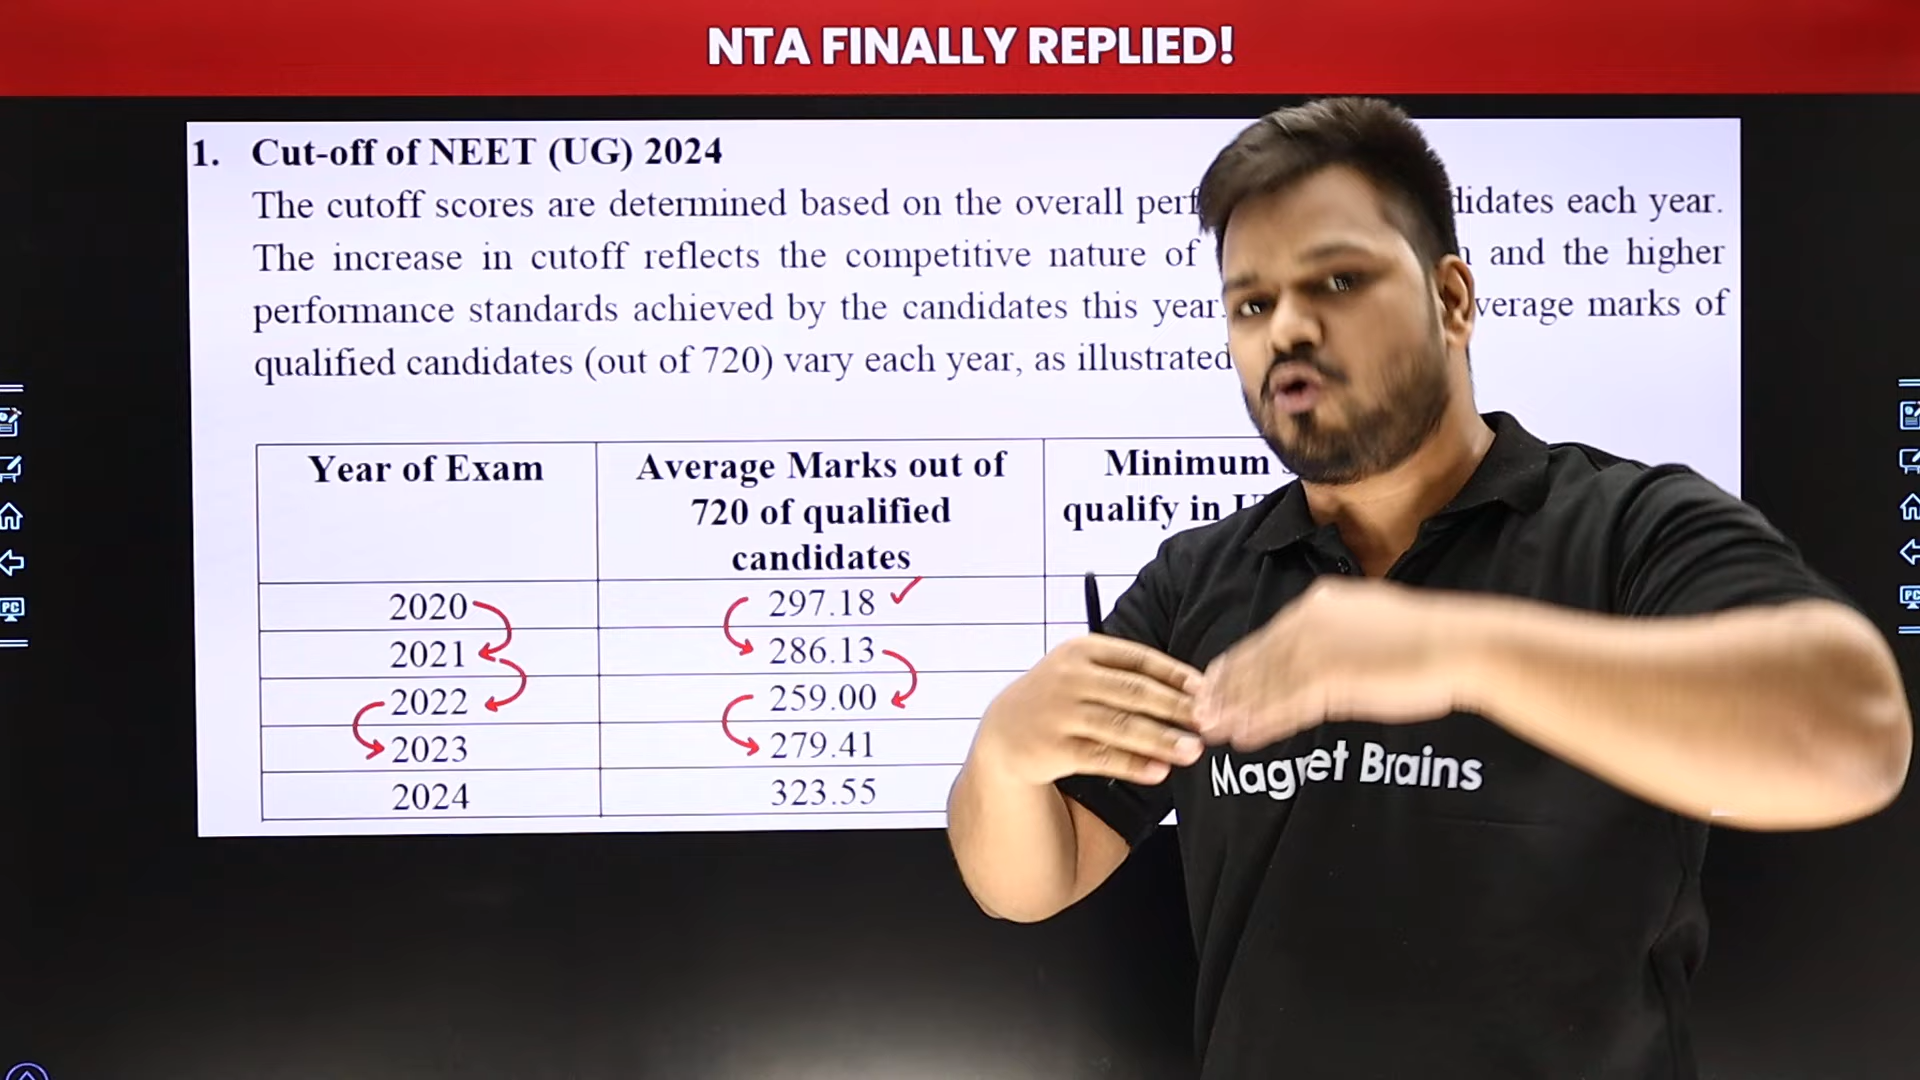 NTA FINALLY REPLIED!
1. Cut-off of NEET (UG) 2024
The cutoff scores are determined based on the overall each year.
The increase in cutoff reflects the competitive nature of and the higher
performance standards achieved by the candidates this year marks of
qualified candidates (out of 720) vary each year, as illustrated
Year of Exam Average Marks out of 720 of qualified candidates Minimum qualify in
2020 297.18
2021 286.13
2022 259.00
2023 279.41
2024 323.55
Magnet Brains
PC
PC